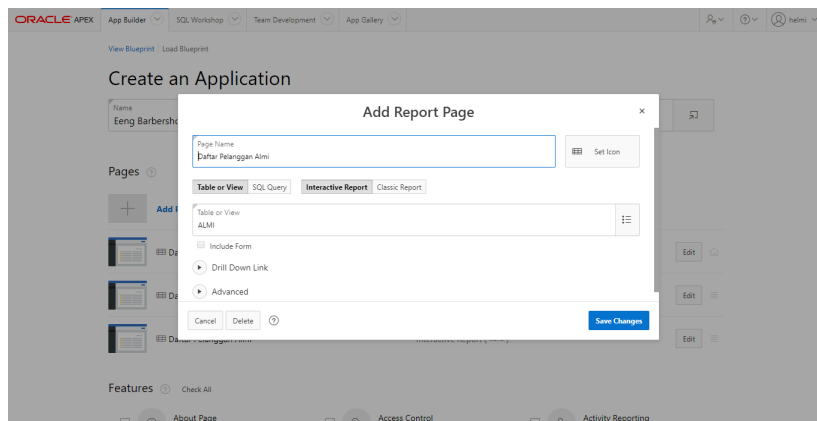 ORACLE APEX App Builder SQL Workshop Team Development App Gallery helmi
View Blueprint Load Blueprint
Create an Application
Name
Eeng Barbersho
Add Report Page
Page Name
Daftar Pelanggan Almi
Set Icon
Pages
Table or View SQL Query Interactive Report Classic Report
Add
Table or View
ALMI
Include Form
Da Edit
Drill Down Link
Advanced
Da Edit
Cancel Delete Save Changes
Edit
Features Check All
About Page Access Control Activity Reporting